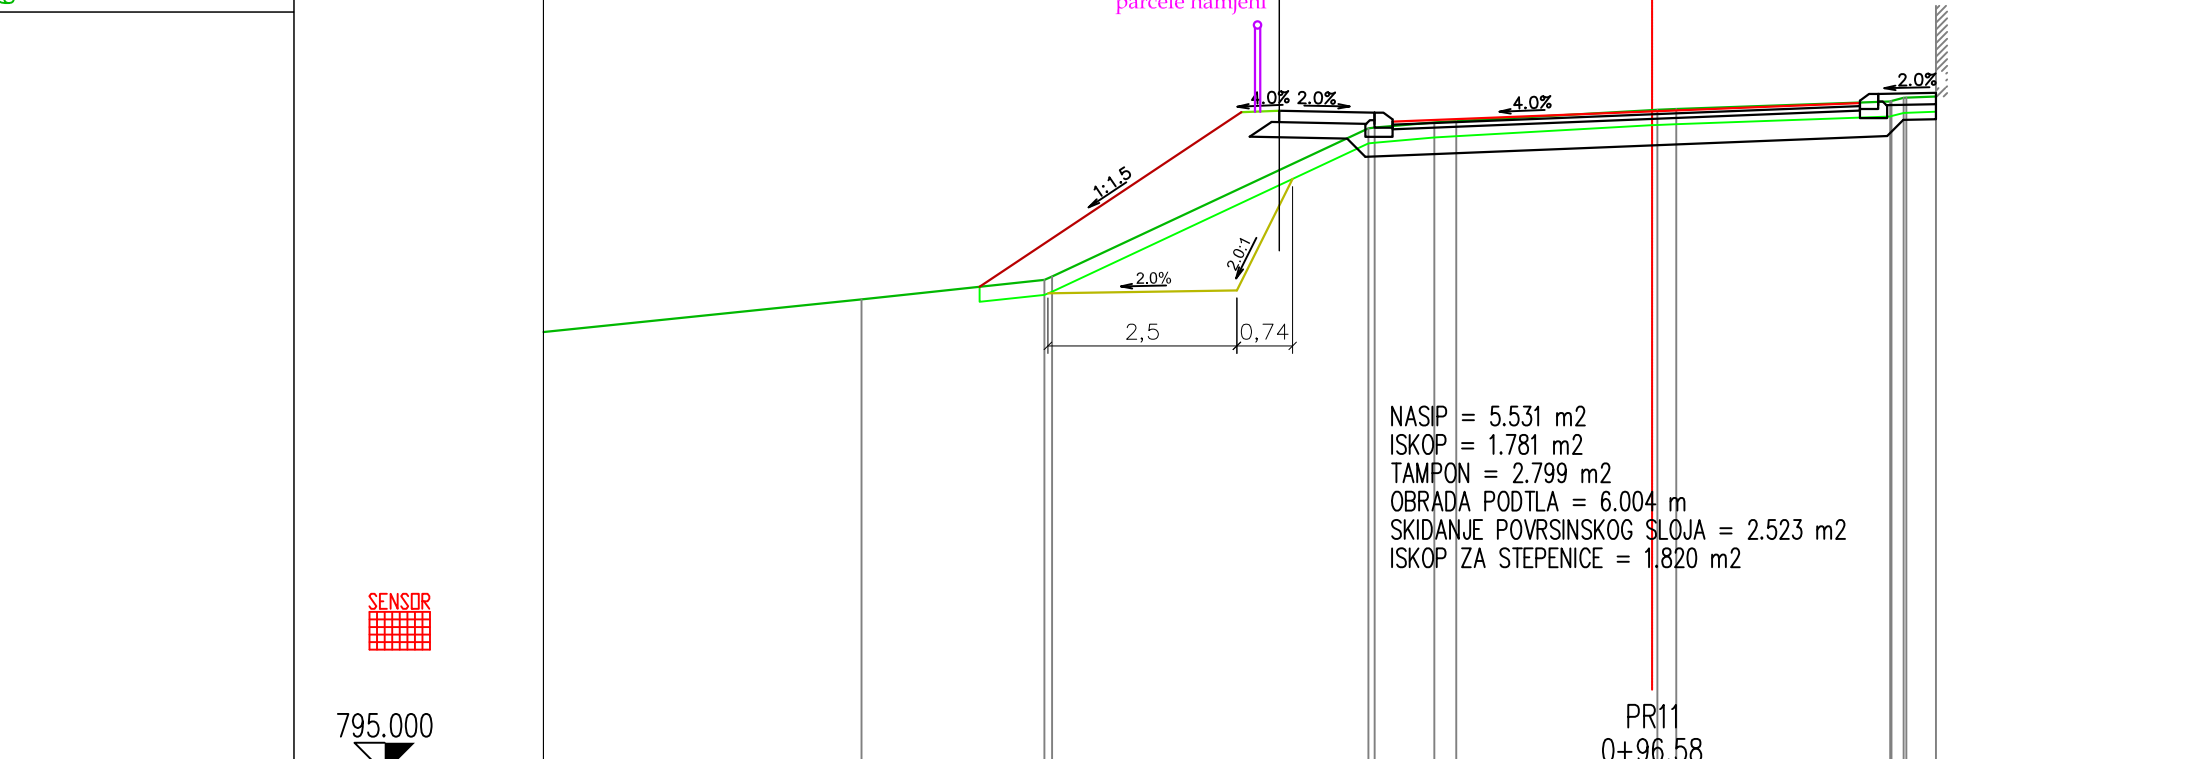 parcele namjeni
4.0% 2.0%
4.0%
2.0%
1:1.5
2.0:1
2.0%
2,5
0,74
NASIP = 5.531 m2
ISKOP = 1.781 m2
TAMPON = 2.799 m2
OBRADA PODTLA = 6.004 m
SKIDANJE POVRSINSKOG SLOJA = 2.523 m2
ISKOP ZA STEPENICE = 1.820 m2
SENSOR
795.000
PR11
0+96.58